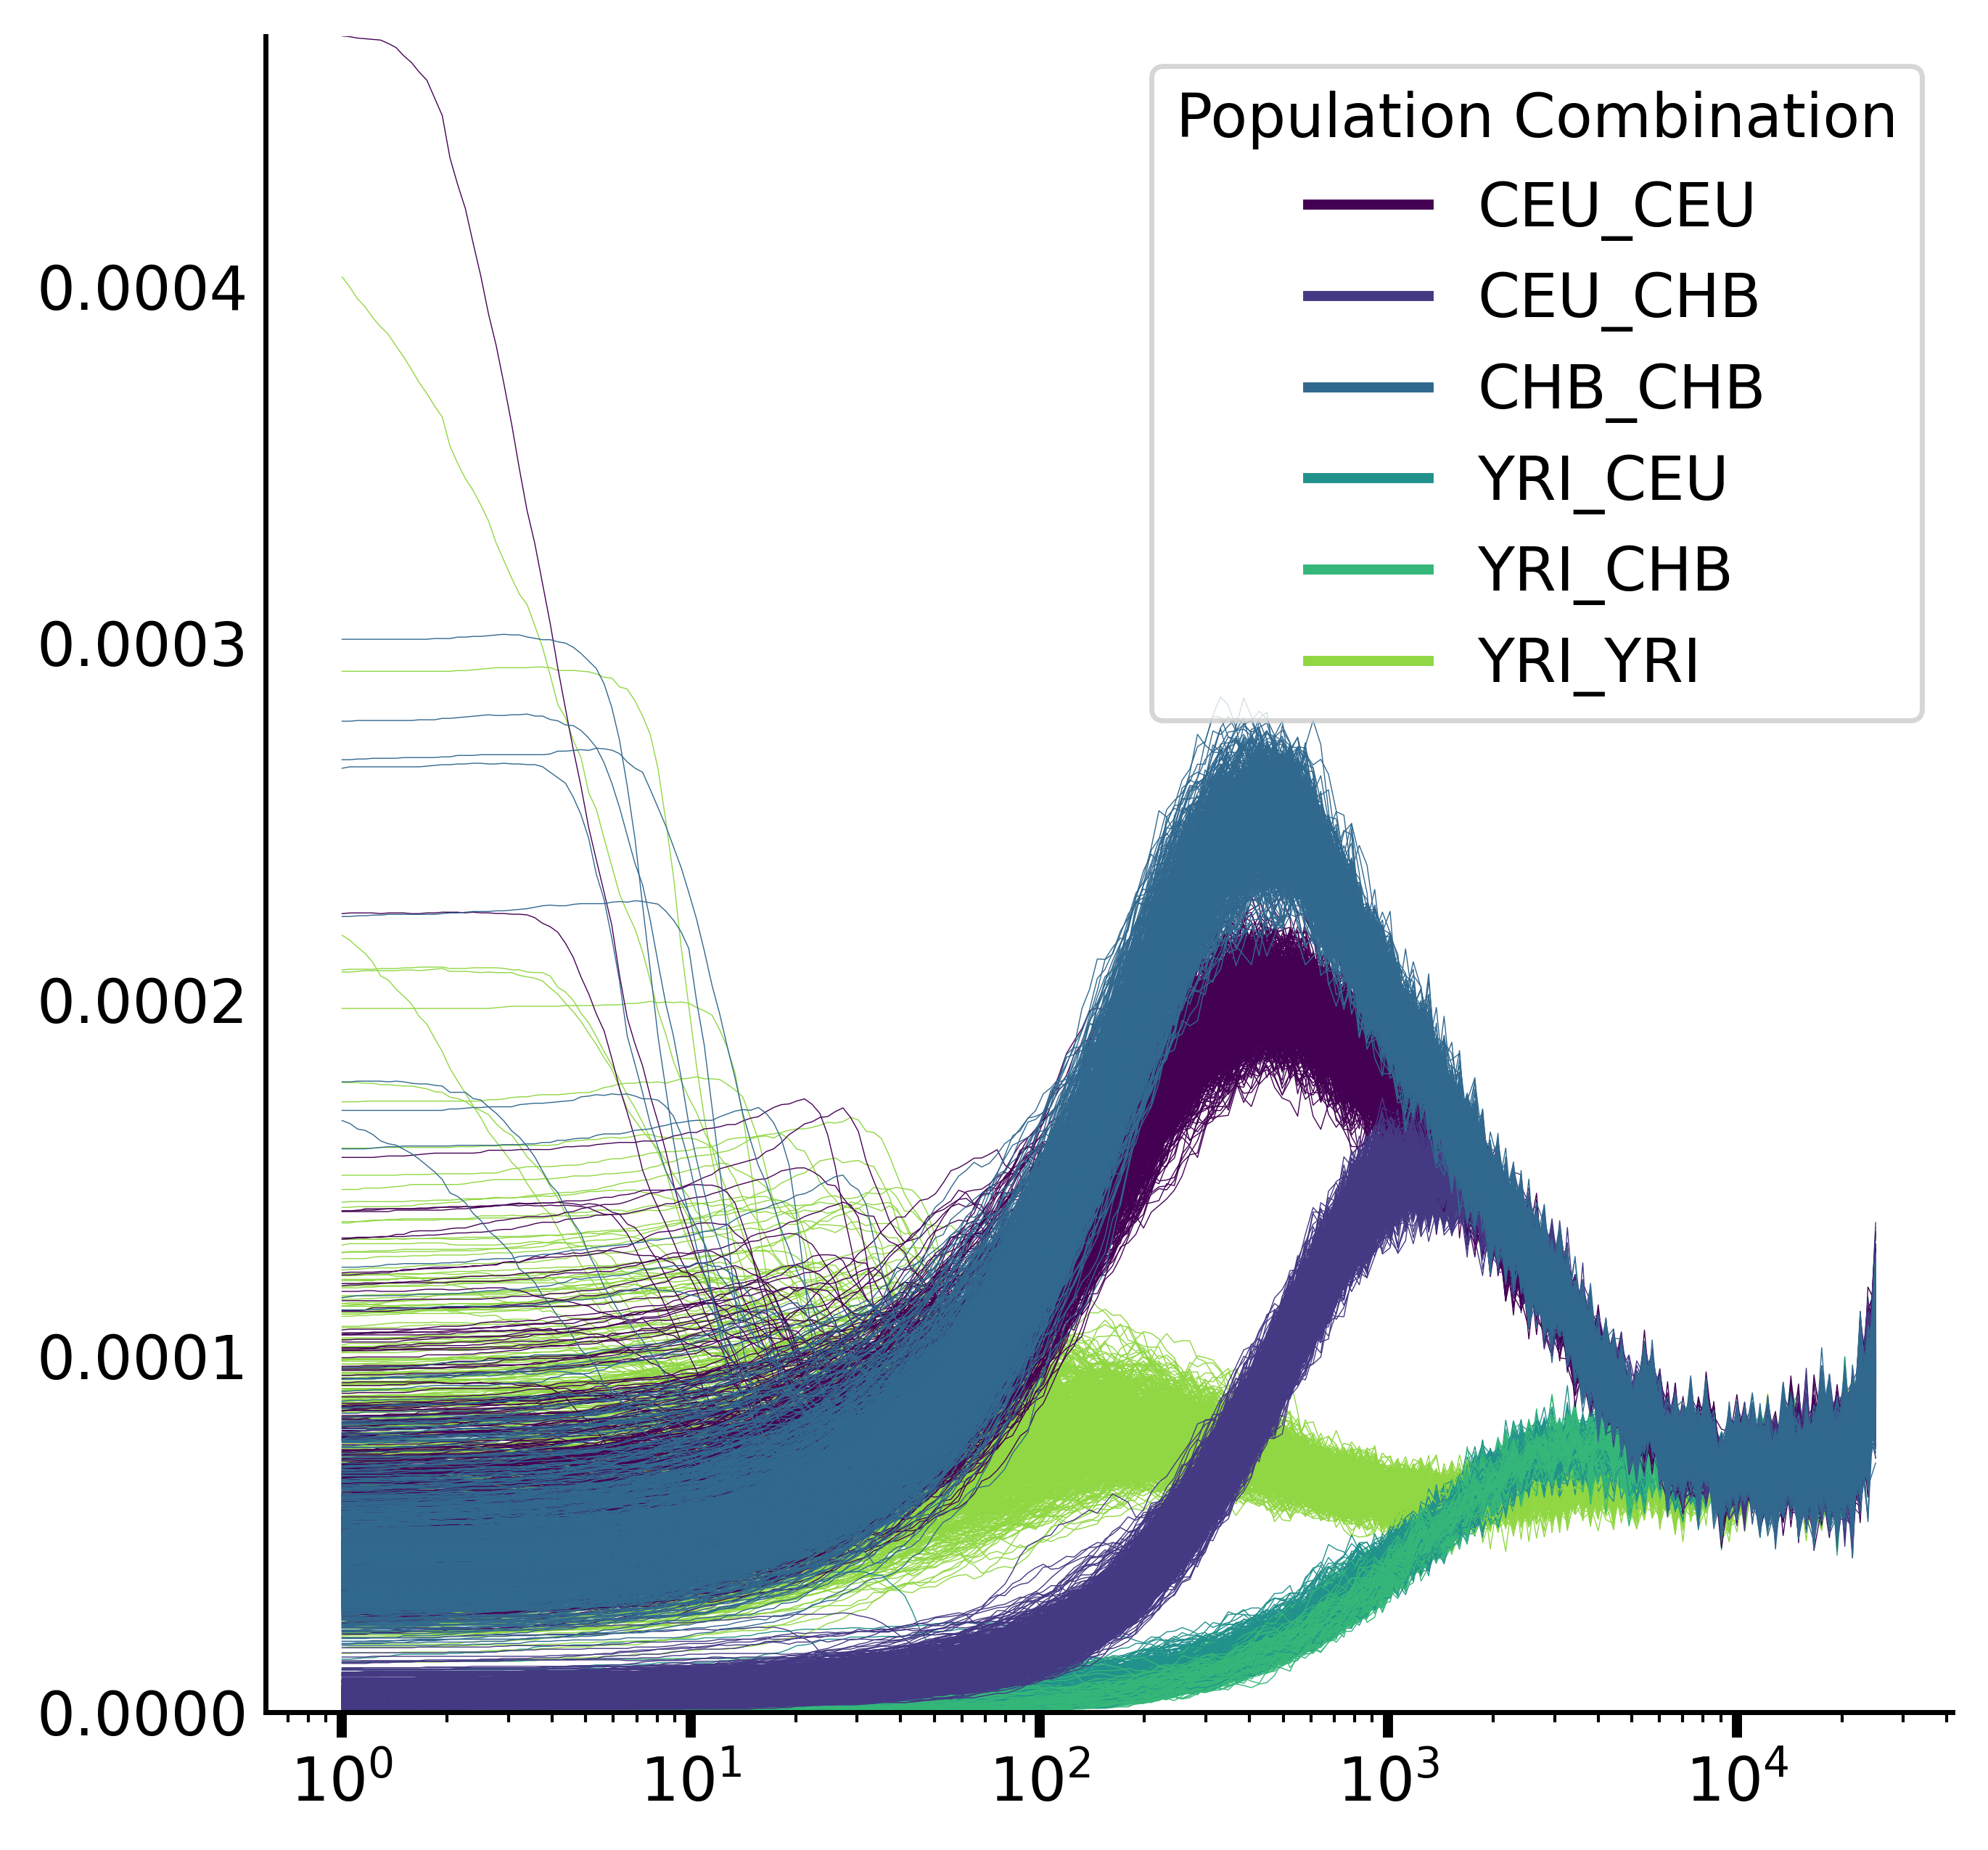 Population Combination
CEU_CEU
CEU_CHB
CHB_CHB
YRI_CEU
YRI_CHB
YRI_YRI
0.0004
0.0003
0.0002
0.0001
0.0000
10⁰ 10¹ 10² 10³ 10⁴